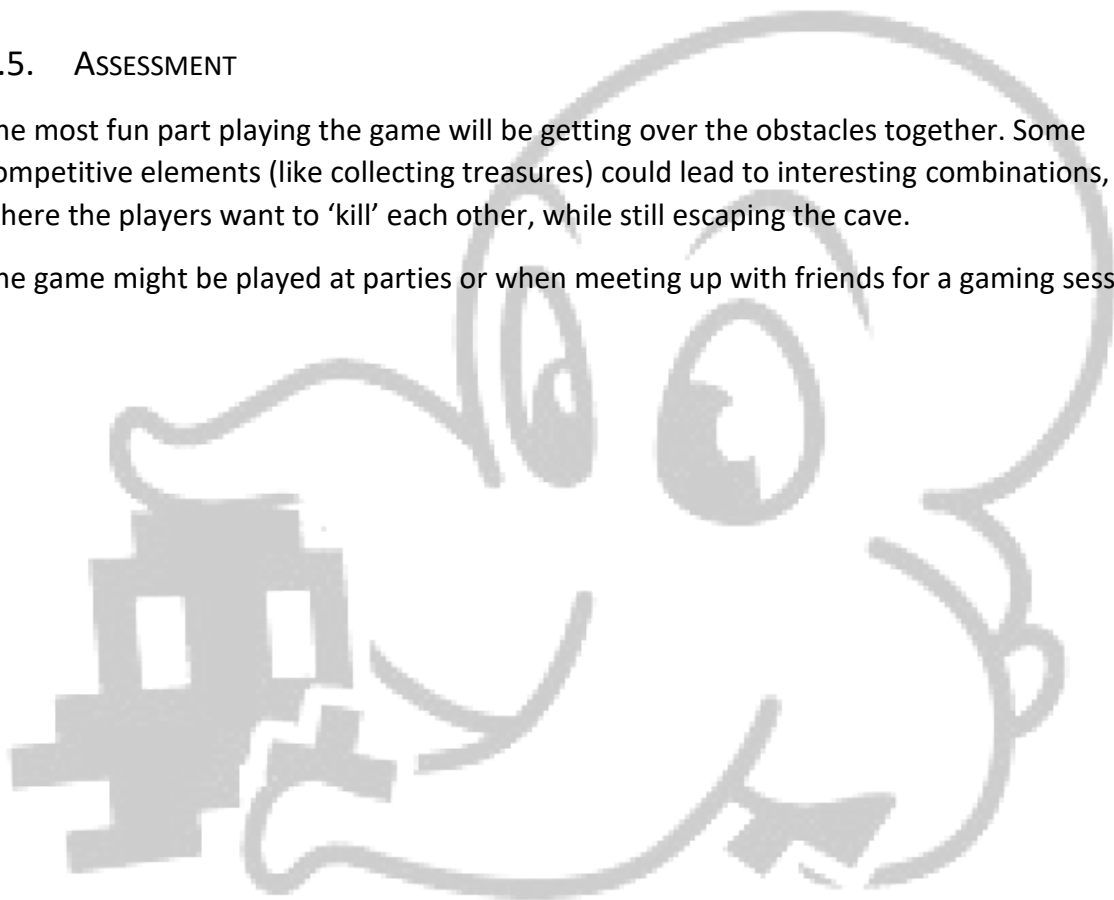 .5. ASSESSMENT
he most fun part playing the game will be getting over the obstacles together. Some
ompetitive elements (like collecting treasures) could lead to interesting combinations,
here the players want to ‘kill’ each other, while still escaping the cave.
he game might be played at parties or when meeting up with friends for a gaming sess